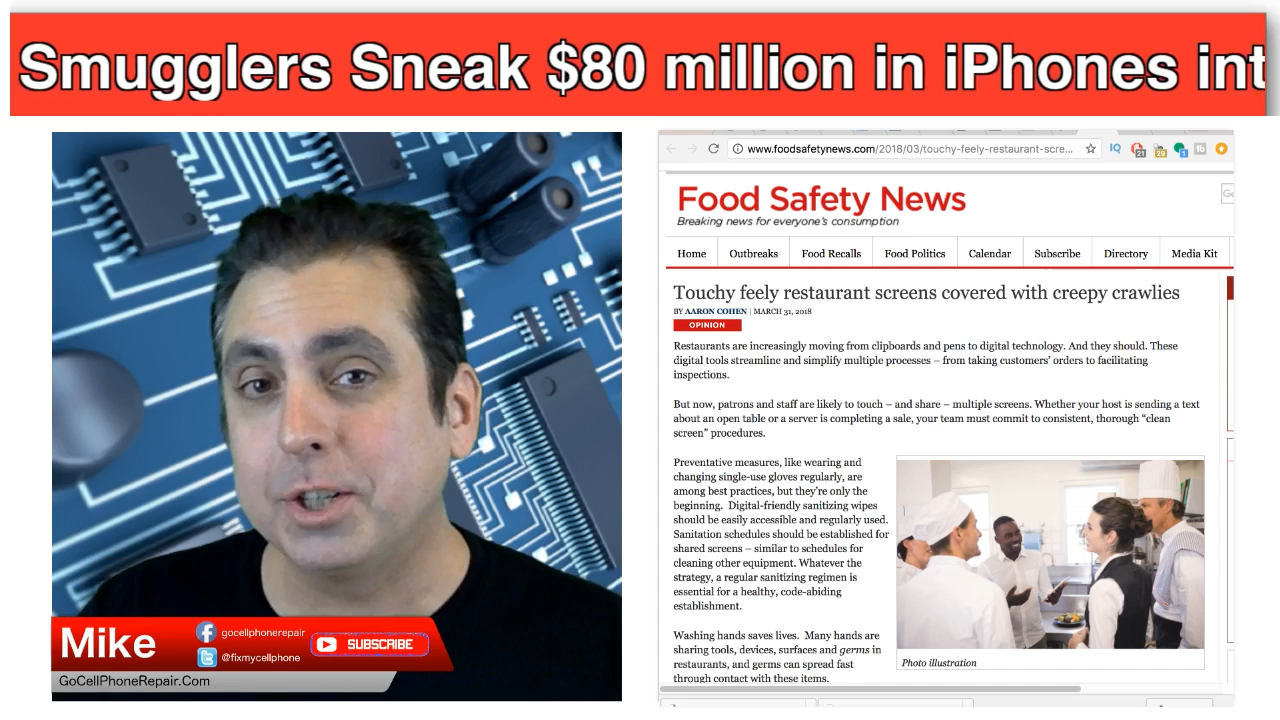 Smugglers Sneak $80 million in iPhones int
www.foodsafetynews.com/2018/03/touchy-feely-restaurant-scre...
IQ
21
29
1
Food Safety News
Breaking news for everyone's consumption
Home Outbreaks Food Recalls Food Politics Calendar Subscribe Directory Media Kit
Touchy feely restaurant screens covered with creepy crawlies
BY AARON COHEN | MARCH 31, 2018
OPINION
Restaurants are increasingly moving from clipboards and pens to digital technology. And they should. These
digital tools streamline and simplify multiple processes – from taking customers' orders to facilitating
inspections.
But now, patrons and staff are likely to touch – and share – multiple screens. Whether your host is sending a text
about an open table or a server is completing a sale, your team must commit to consistent, thorough "clean
screen" procedures.
Preventative measures, like wearing and
changing single-use gloves regularly, are
among best practices, but they're only the
beginning. Digital-friendly sanitizing wipes
should be easily accessible and regularly used.
Sanitation schedules should be established for
shared screens – similar to schedules for
cleaning other equipment. Whatever the
strategy, a regular sanitizing regimen is
essential for a healthy, code-abiding
establishment.
Washing hands saves lives. Many hands are
sharing tools, devices, surfaces and germs in
restaurants, and germs can spread fast
through contact with these items.
Photo illustration
Mike
gocellphonerepair
@fixmycellphone
SUBSCRIBE
GoCellPhoneRepair.Com